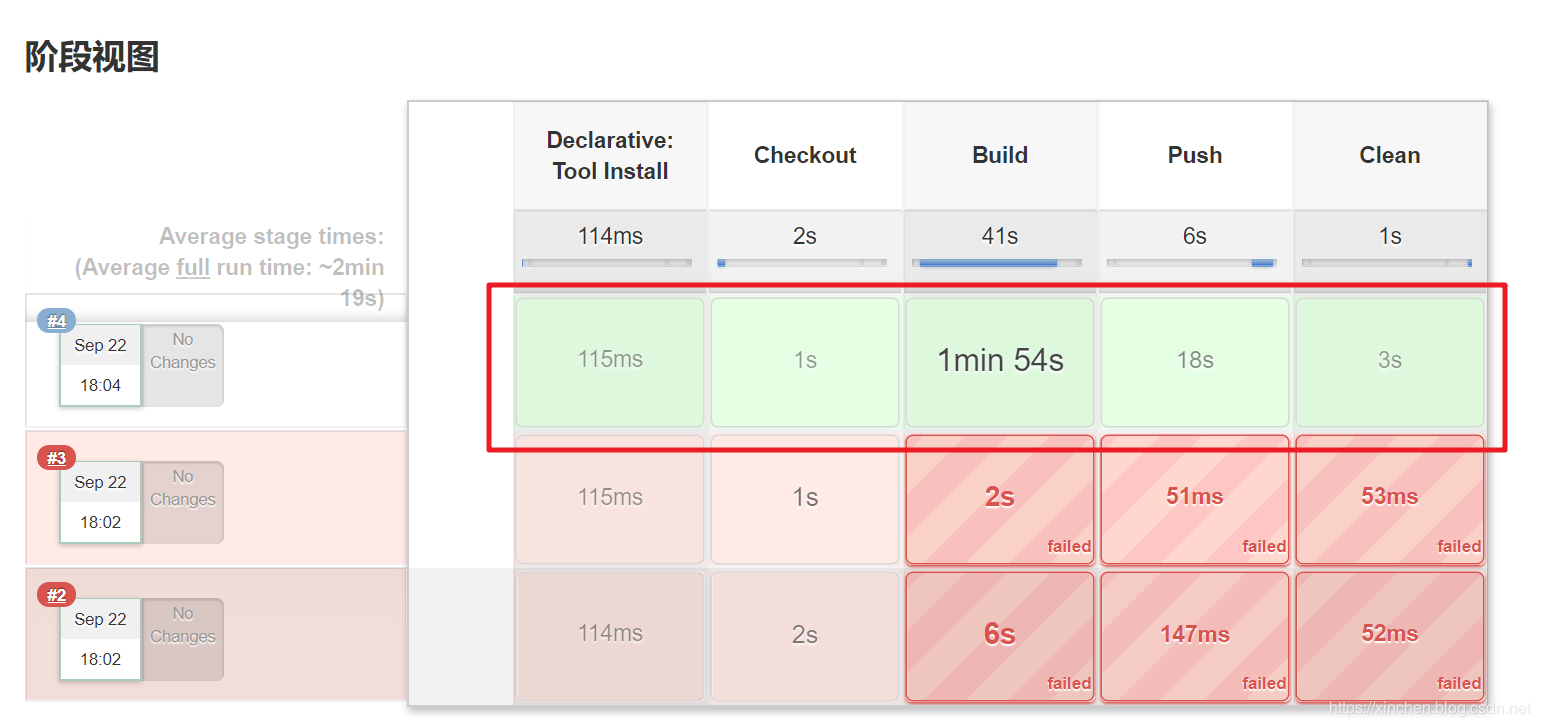 阶段视图
Declarative:
Tool Install
Checkout
Build
Push
Clean
Average stage times:
(Average full run time: ~2min
19s)
114ms
2s
41s
6s
1s
#4
Sep 22
18:04
No
Changes
115ms
1s
1min 54s
18s
3s
#3
Sep 22
18:02
No
Changes
115ms
1s
2s
failed
51ms
failed
53ms
failed
#2
Sep 22
18:02
No
Changes
114ms
2s
6s
failed
147ms
failed
52ms
failed
https://xinchen.blog.csdn.net